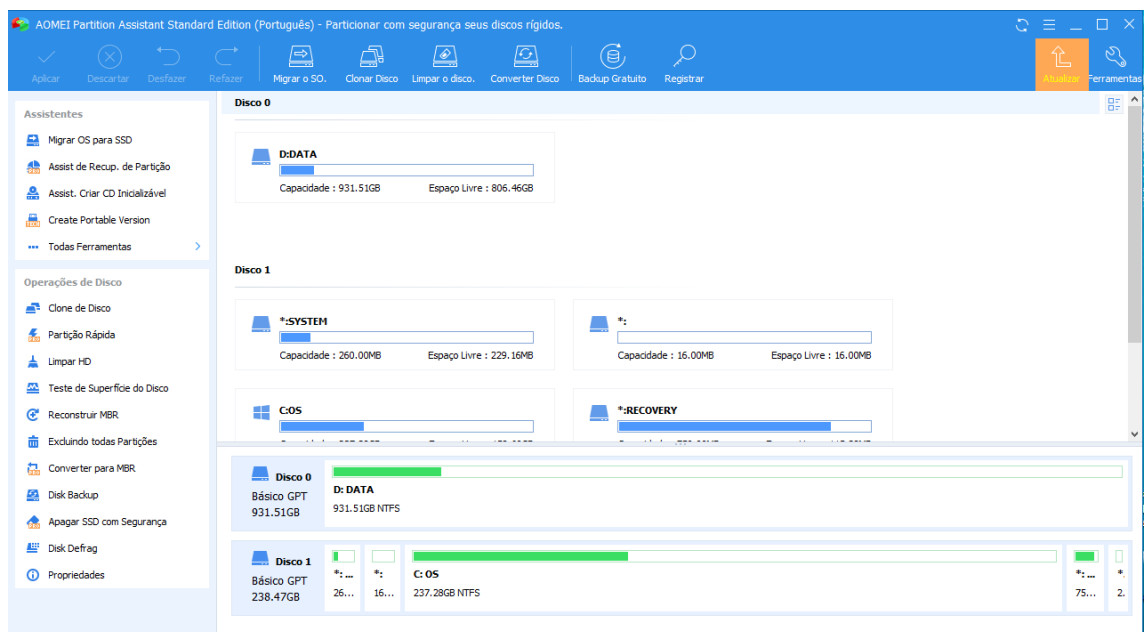 AOMEI Partition Assistant Standard Edition (Português) - Particionar com segurança seus discos rígidos.
Aplicar Descartar Desfazer Refazer Migrar o SO. Clonar Disco Limpar o disco. Converter Disco Backup Gratuito Registrar Atualizar Ferramentas
Assistentes
Migrar OS para SSD
Assist de Recup. de Partição
Assist. Criar CD Inicializável
Create Portable Version
Todas Ferramentas
Operações de Disco
Clone de Disco
Partição Rápida
Limpar HD
Teste de Superfície do Disco
Reconstruir MBR
Excluindo todas Partições
Converter para MBR
Disk Backup
Apagar SSD com Segurança
Disk Defrag
Propriedades
Disco 0
D:DATA
Capacidade : 931.51GB Espaço Livre : 806.46GB
Disco 1
*:SYSTEM
Capacidade : 260.00MB Espaço Livre : 229.16MB
*:
Capacidade : 16.00MB Espaço Livre : 16.00MB
C:OS
*:RECOVERY
Disco 0
Básico GPT
931.51GB
D: DATA
931.51GB NTFS
Disco 1
Básico GPT
238.47GB
*: ...
26...
*:
16...
C: OS
237.28GB NTFS
*: ...
75...
*.
2.